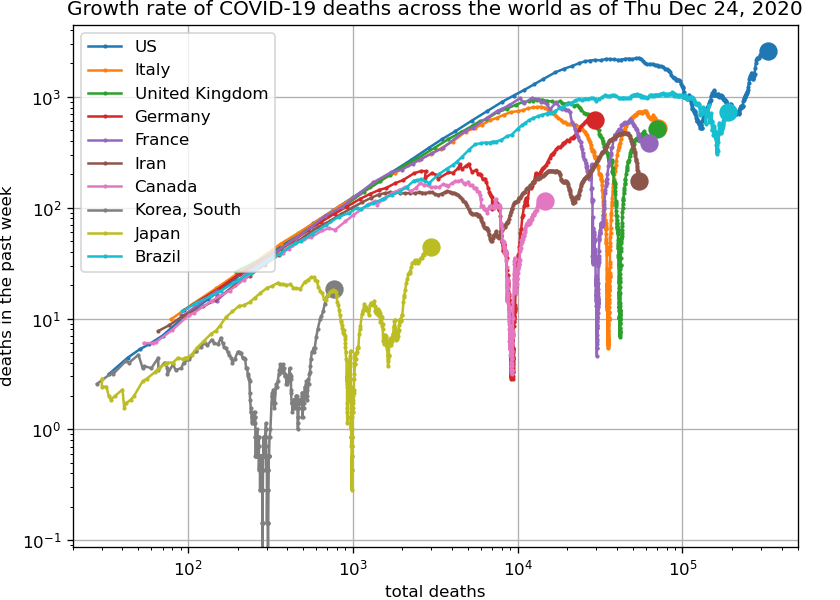 Growth rate of COVID-19 deaths across the world as of Thu Dec 24, 2020
US
Italy
United Kingdom
Germany
France
Iran
Canada
Korea, South
Japan
Brazil
deaths in the past week
10³
10²
10¹
10⁰
10⁻¹
10²
10³
10⁴
10⁵
total deaths